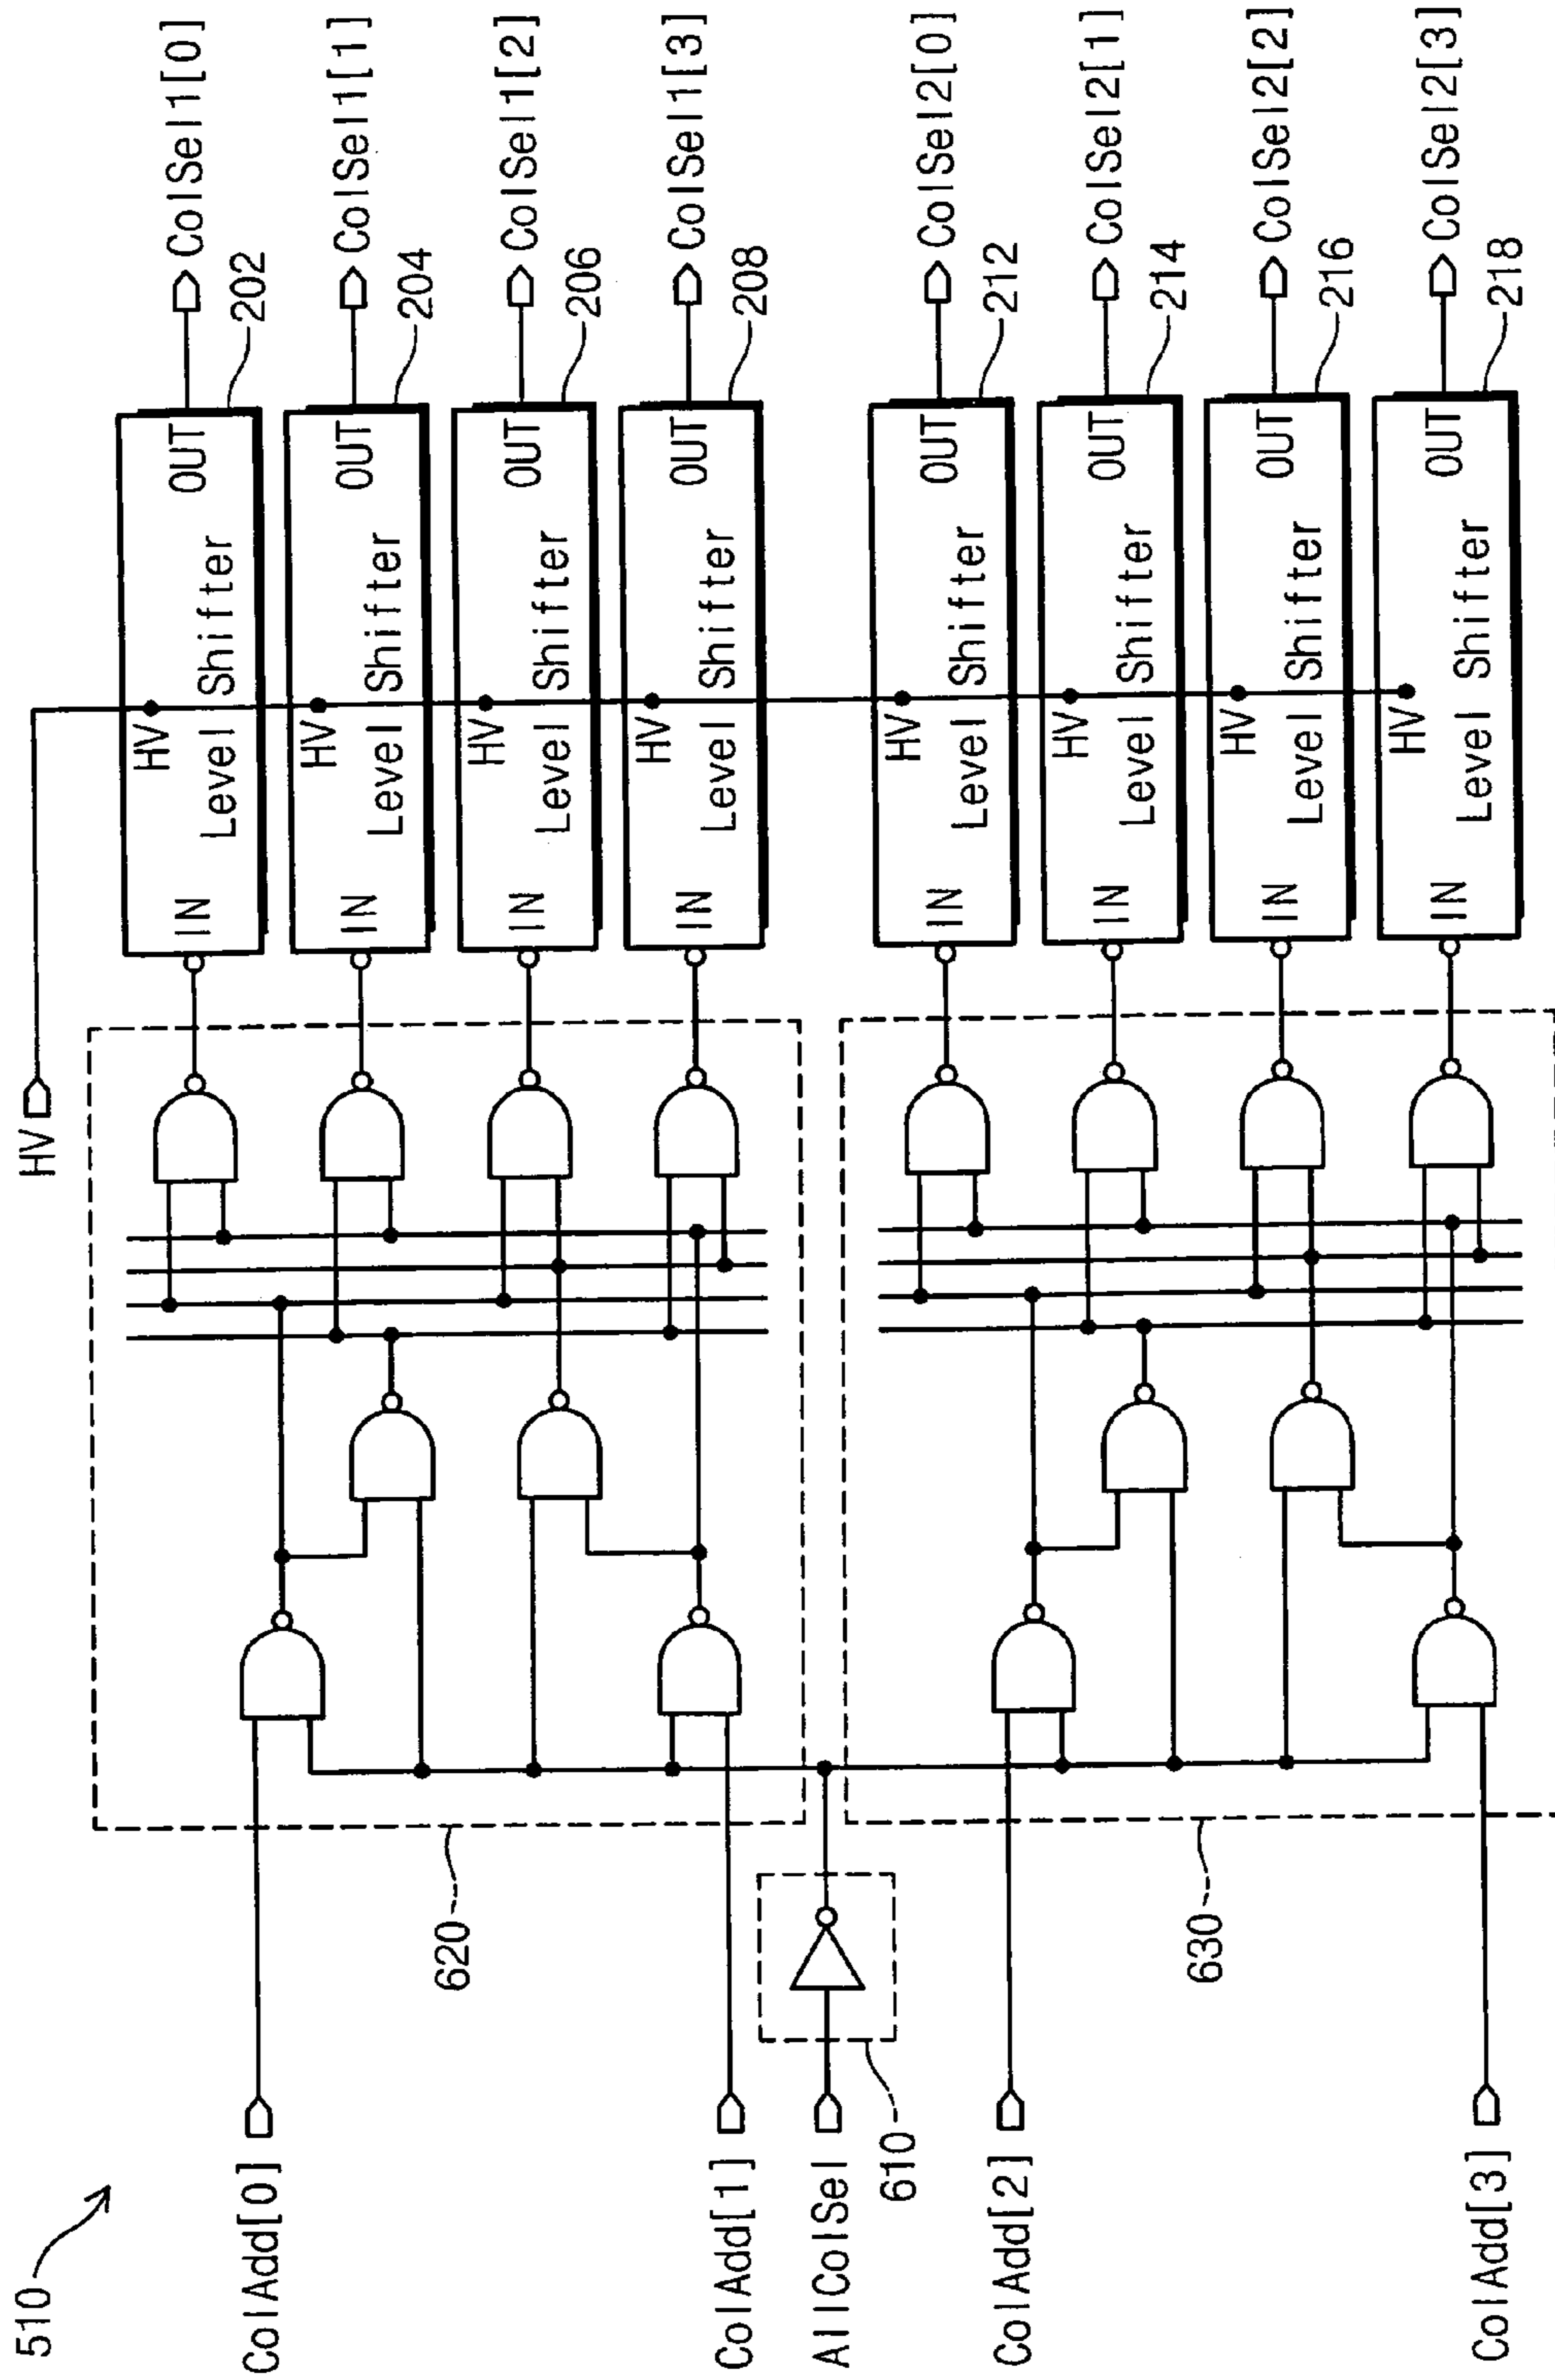 510
HV
ColAdd[0]
ColAdd[1]
AllColSel
ColAdd[2]
ColAdd[3]
620
610
630
IN
HV
Level Shifter
OUT
202
ColSel1[0]
IN
HV
Level Shifter
OUT
204
ColSel1[1]
IN
HV
Level Shifter
OUT
206
ColSel1[2]
IN
HV
Level Shifter
OUT
208
ColSel1[3]
IN
HV
Level Shifter
OUT
212
ColSel2[0]
IN
HV
Level Shifter
OUT
214
ColSel2[1]
IN
HV
Level Shifter
OUT
216
ColSel2[2]
IN
HV
Level Shifter
OUT
218
ColSel2[3]